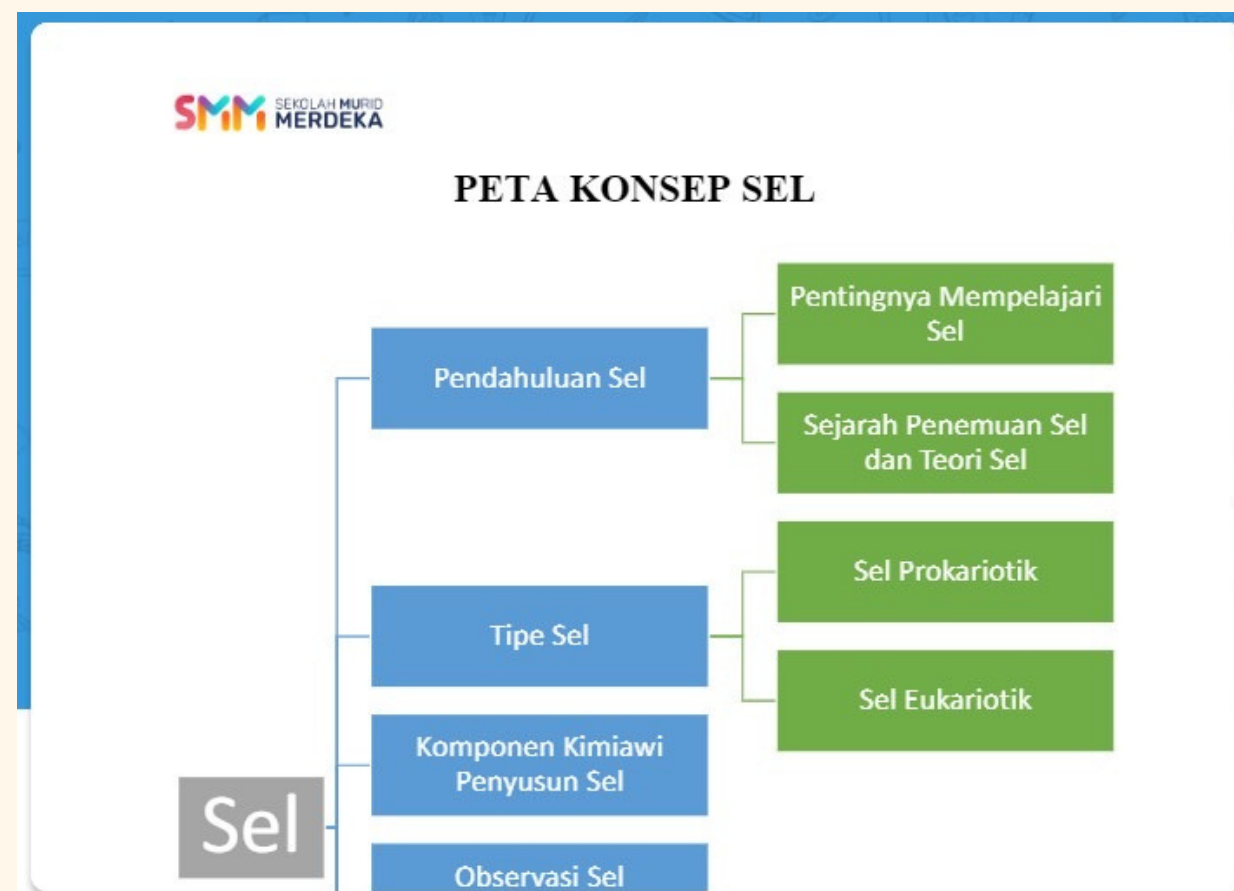 SMM SEKOLAH MURID
MERDEKA
PETA KONSEP SEL
Pentingnya Mempelajari
Sel
Pendahuluan Sel
Sejarah Penemuan Sel
dan Teori Sel
Sel Prokariotik
Tipe Sel
Sel Eukariotik
Komponen Kimiawi
Penyusun Sel
Sel
Observasi Sel